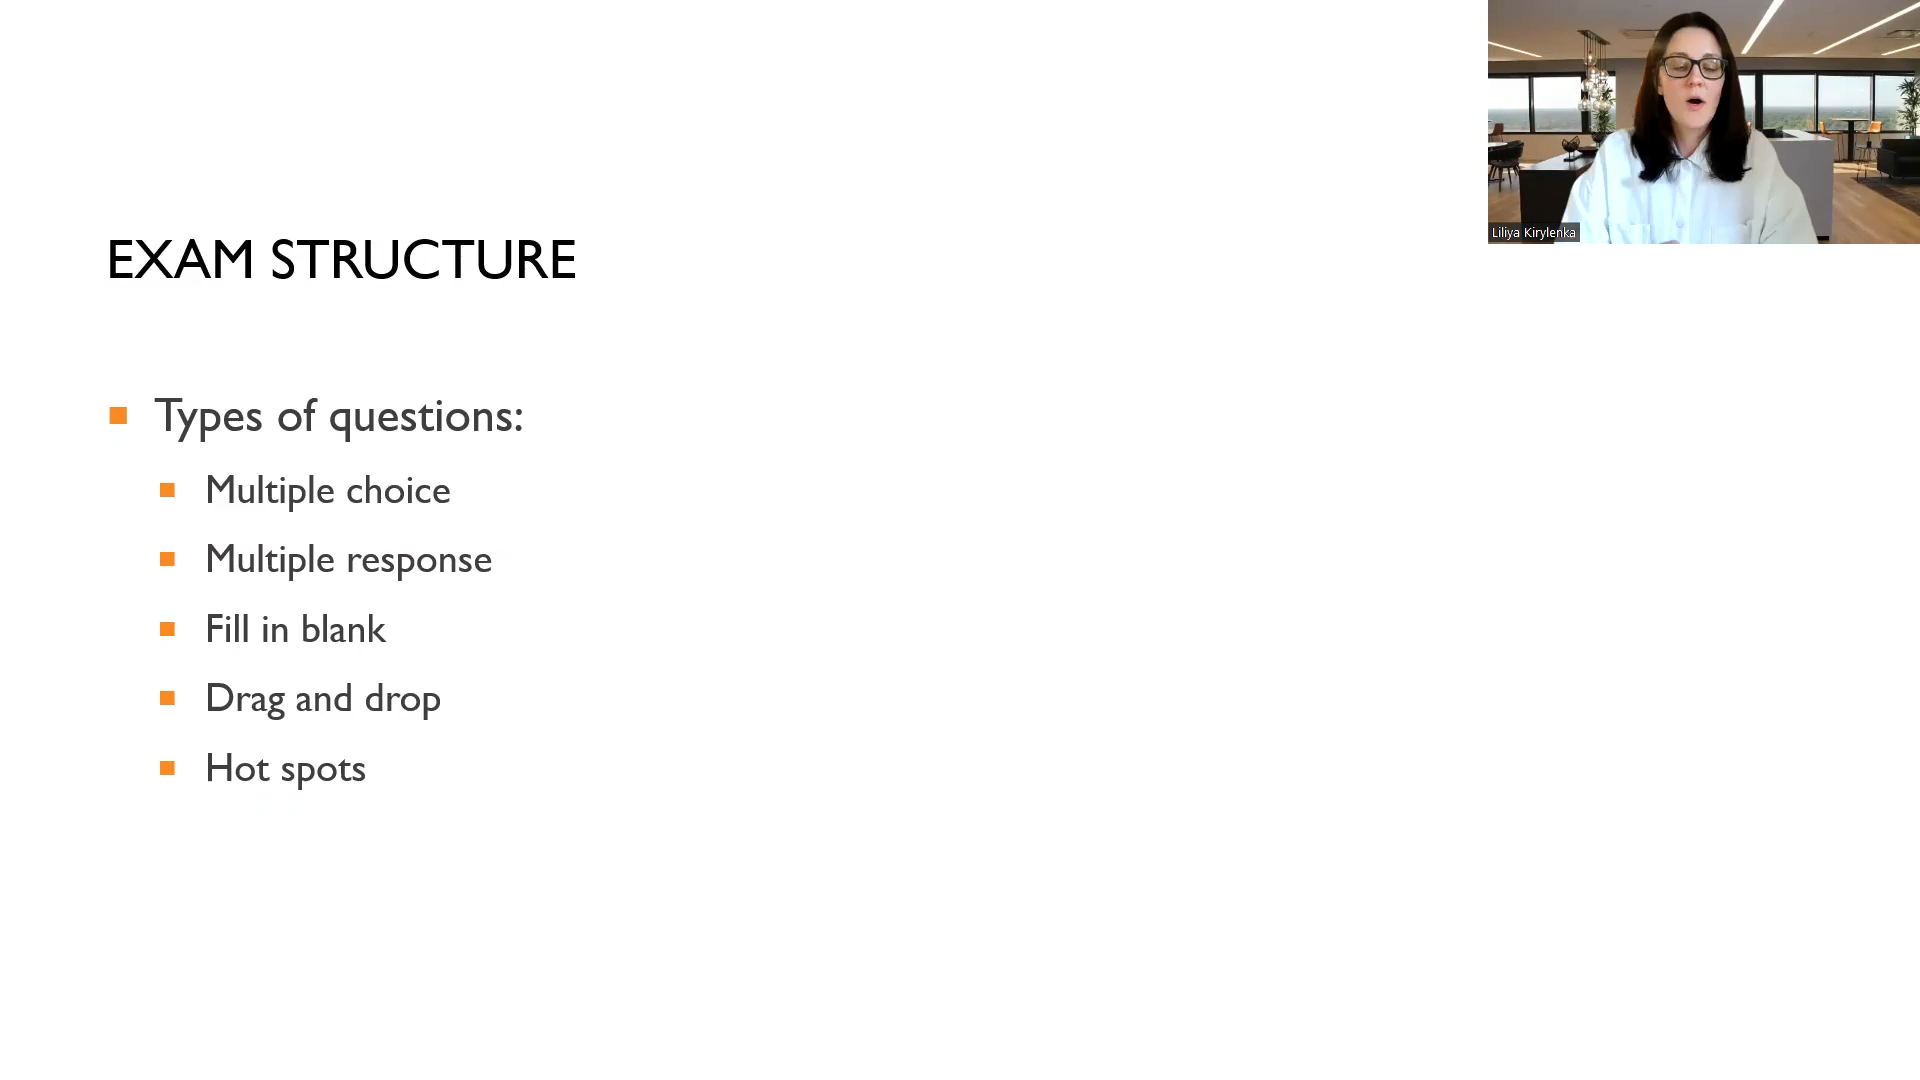 Liliya Kirylenka
EXAM STRUCTURE
Types of questions:
Multiple choice
Multiple response
Fill in blank
Drag and drop
Hot spots